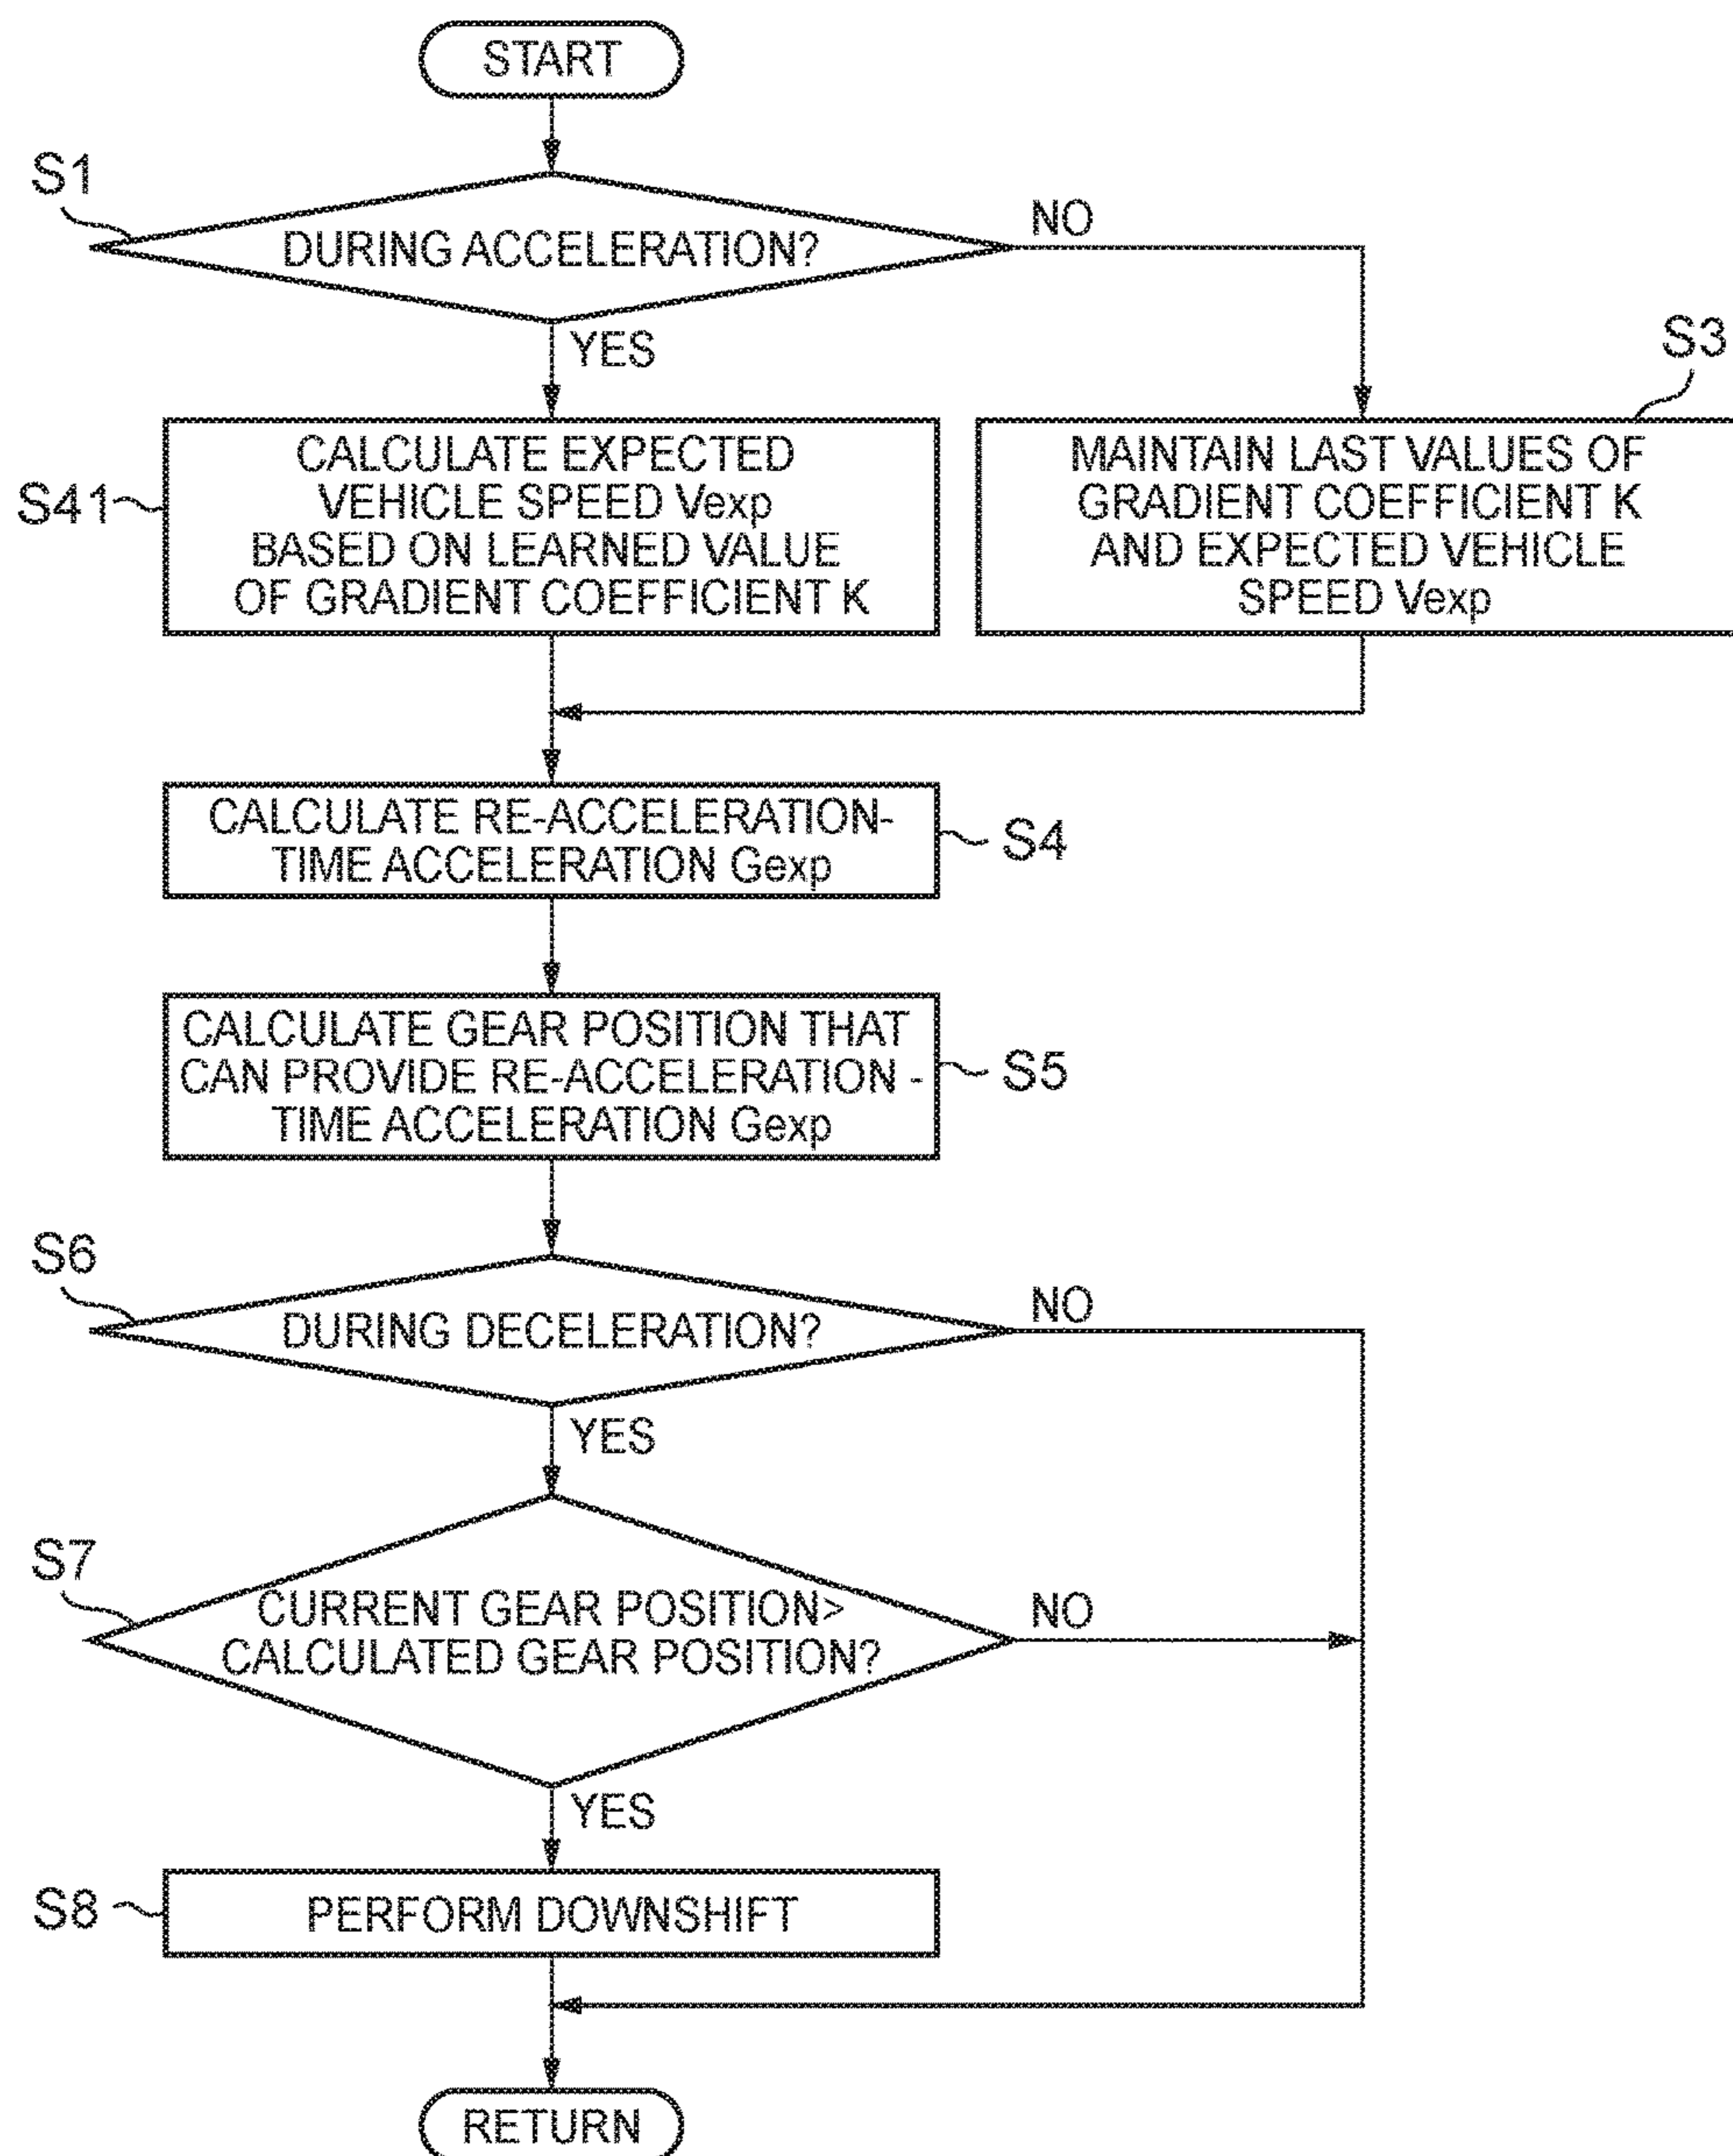 START
S1
DURING ACCELERATION?
NO
YES
S3
S41
CALCULATE EXPECTED
VEHICLE SPEED Vexp
BASED ON LEARNED VALUE
OF GRADIENT COEFFICIENT K
MAINTAIN LAST VALUES OF
GRADIENT COEFFICIENT K
AND EXPECTED VEHICLE
SPEED Vexp
CALCULATE RE-ACCELERATION-
TIME ACCELERATION Gexp
S4
CALCULATE GEAR POSITION THAT
CAN PROVIDE RE-ACCELERATION -
TIME ACCELERATION Gexp
S5
S6
DURING DECELERATION?
NO
YES
S7
CURRENT GEAR POSITION>
CALCULATED GEAR POSITION?
NO
YES
S8
PERFORM DOWNSHIFT
RETURN